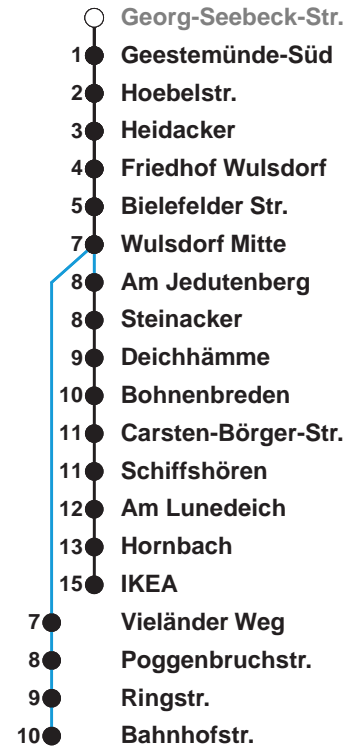 Georg-Seebeck-Str.
1 Geestemünde-Süd
2 Hoebelstr.
3 Heidacker
4 Friedhof Wulsdorf
5 Bielefelder Str.
7 Wulsdorf Mitte
8 Am Jedutenberg
8 Steinacker
9 Deichhämme
10 Bohnenbreden
11 Carsten-Börger-Str.
11 Schiffshören
12 Am Lunedeich
13 Hornbach
15 IKEA
7 Vieländer Weg
8 Poggenbruchstr.
9 Ringstr.
10 Bahnhofstr.